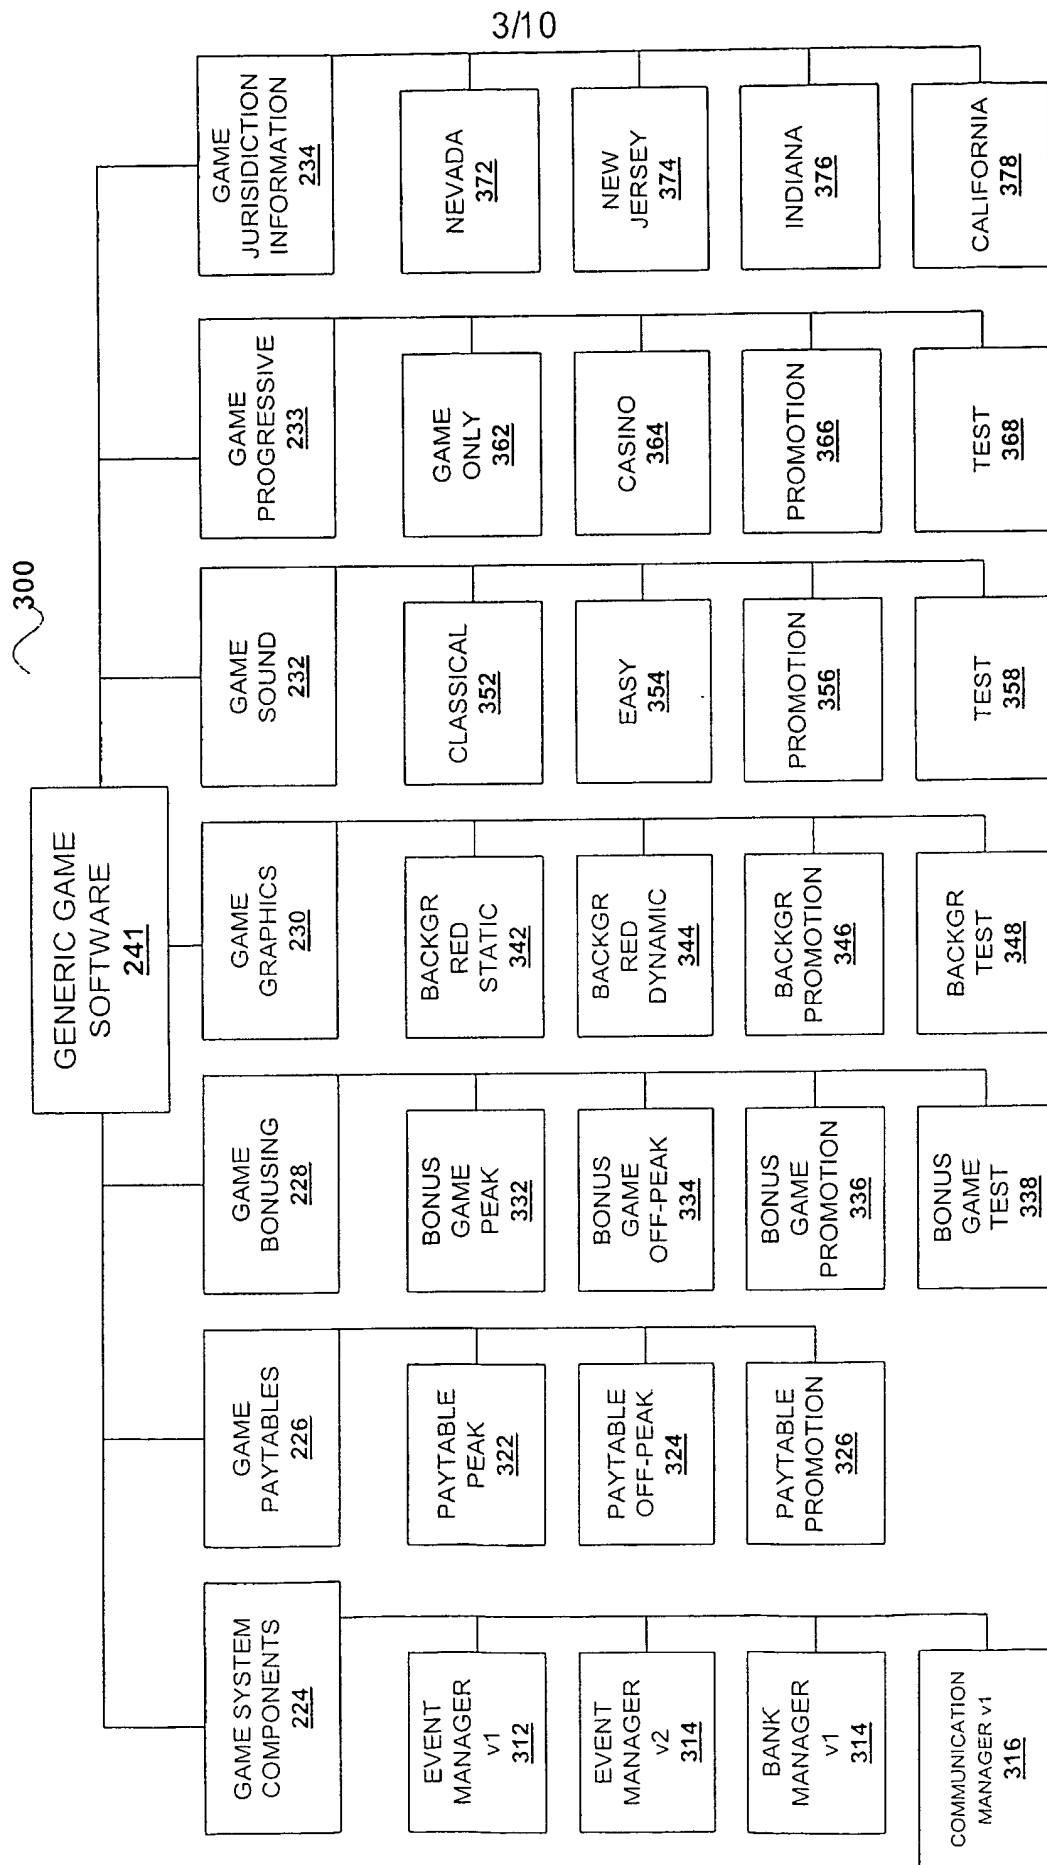 3/10
300
GENERIC GAME
SOFTWARE
241
GAME SYSTEM
COMPONENTS
224
EVENT
MANAGER
v1
312
EVENT
MANAGER
v2
314
BANK
MANAGER
v1
314
COMMUNICATION
MANAGER v1
316
GAME
PAYTABLES
226
PAYTABLE
PEAK
322
PAYTABLE
OFF-PEAK
324
PAYTABLE
PROMOTION
326
GAME
BONUSING
228
BONUS
GAME
PEAK
332
BONUS
GAME
OFF-PEAK
334
BONUS
GAME
PROMOTION
336
BONUS
GAME
TEST
338
GAME
GRAPHICS
230
BACKGR
RED
STATIC
342
BACKGR
RED
DYNAMIC
344
BACKGR
PROMOTION
346
BACKGR
TEST
348
GAME
SOUND
232
CLASSICAL
352
EASY
354
PROMOTION
356
TEST
358
GAME
PROGRESSIVE
233
GAME
ONLY
362
CASINO
364
PROMOTION
366
TEST
368
GAME
JURISIDICTION
INFORMATION
234
NEVADA
372
NEW
JERSEY
374
INDIANA
376
CALIFORNIA
378